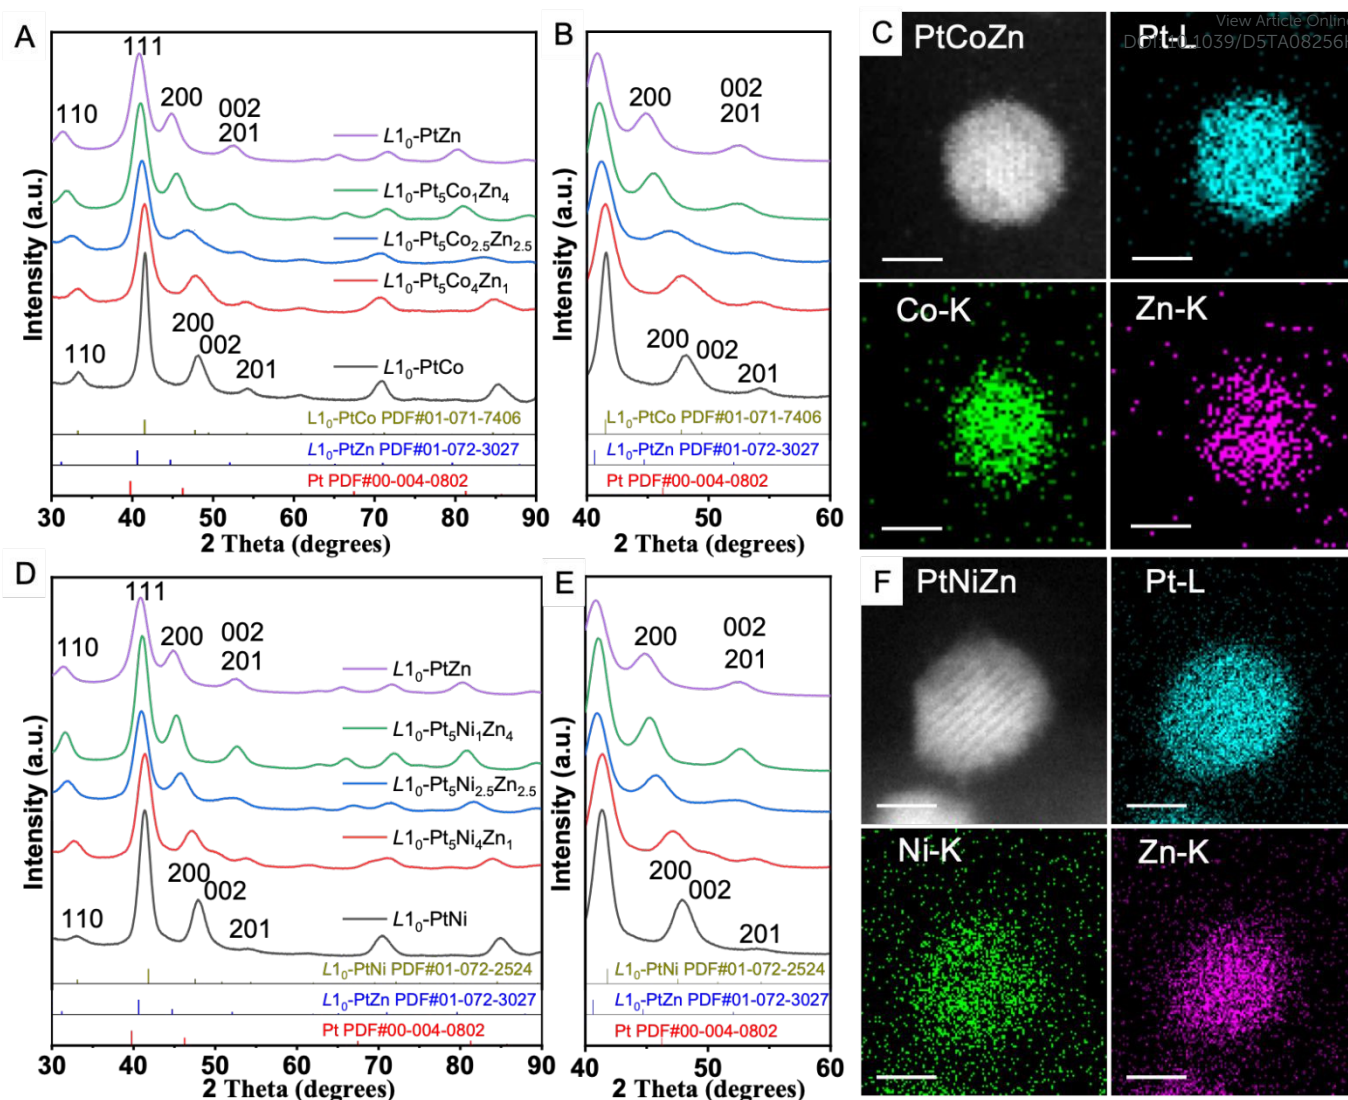 A
111
110
200
002
201
L1₀-PtZn
L1₀-Pt₅Co₁Zn₄
L1₀-Pt₅Co₂.₅Zn₂.₅
L1₀-Pt₅Co₄Zn₁
200
002
110
201
L1₀-PtCo
L1₀-PtCo PDF#01-071-7406
L1₀-PtZn PDF#01-072-3027
Pt PDF#00-004-0802
30 40 50 60 70 80 90
2 Theta (degrees)
Intensity (a.u.)
B
200
002
201
200
002
201
L1₀-PtCo PDF#01-071-7406
L1₀-PtZn PDF#01-072-3027
Pt PDF#00-004-0802
40 50 60
2 Theta (degrees)
Intensity (a.u.)
C
PtCoZn
Pt-L
View Article Online
Co-K
Zn-K
D
111
110
200
002
201
L1₀-PtZn
L1₀-Pt₅Ni₁Zn₄
L1₀-Pt₅Ni₂.₅Zn₂.₅
L1₀-Pt₅Ni₄Zn₁
200
002
110
201
L1₀-PtNi
L1₀-PtNi PDF#01-072-2524
L1₀-PtZn PDF#01-072-3027
Pt PDF#00-004-0802
30 40 50 60 70 80 90
2 Theta (degrees)
Intensity (a.u.)
E
200
002
201
200
002
201
L1₀-PtNi PDF#01-072-2524
L1₀-PtZn PDF#01-072-3027
Pt PDF#00-004-0802
40 50 60
2 Theta (degrees)
Intensity (a.u.)
F
PtNiZn
Pt-L
Ni-K
Zn-K